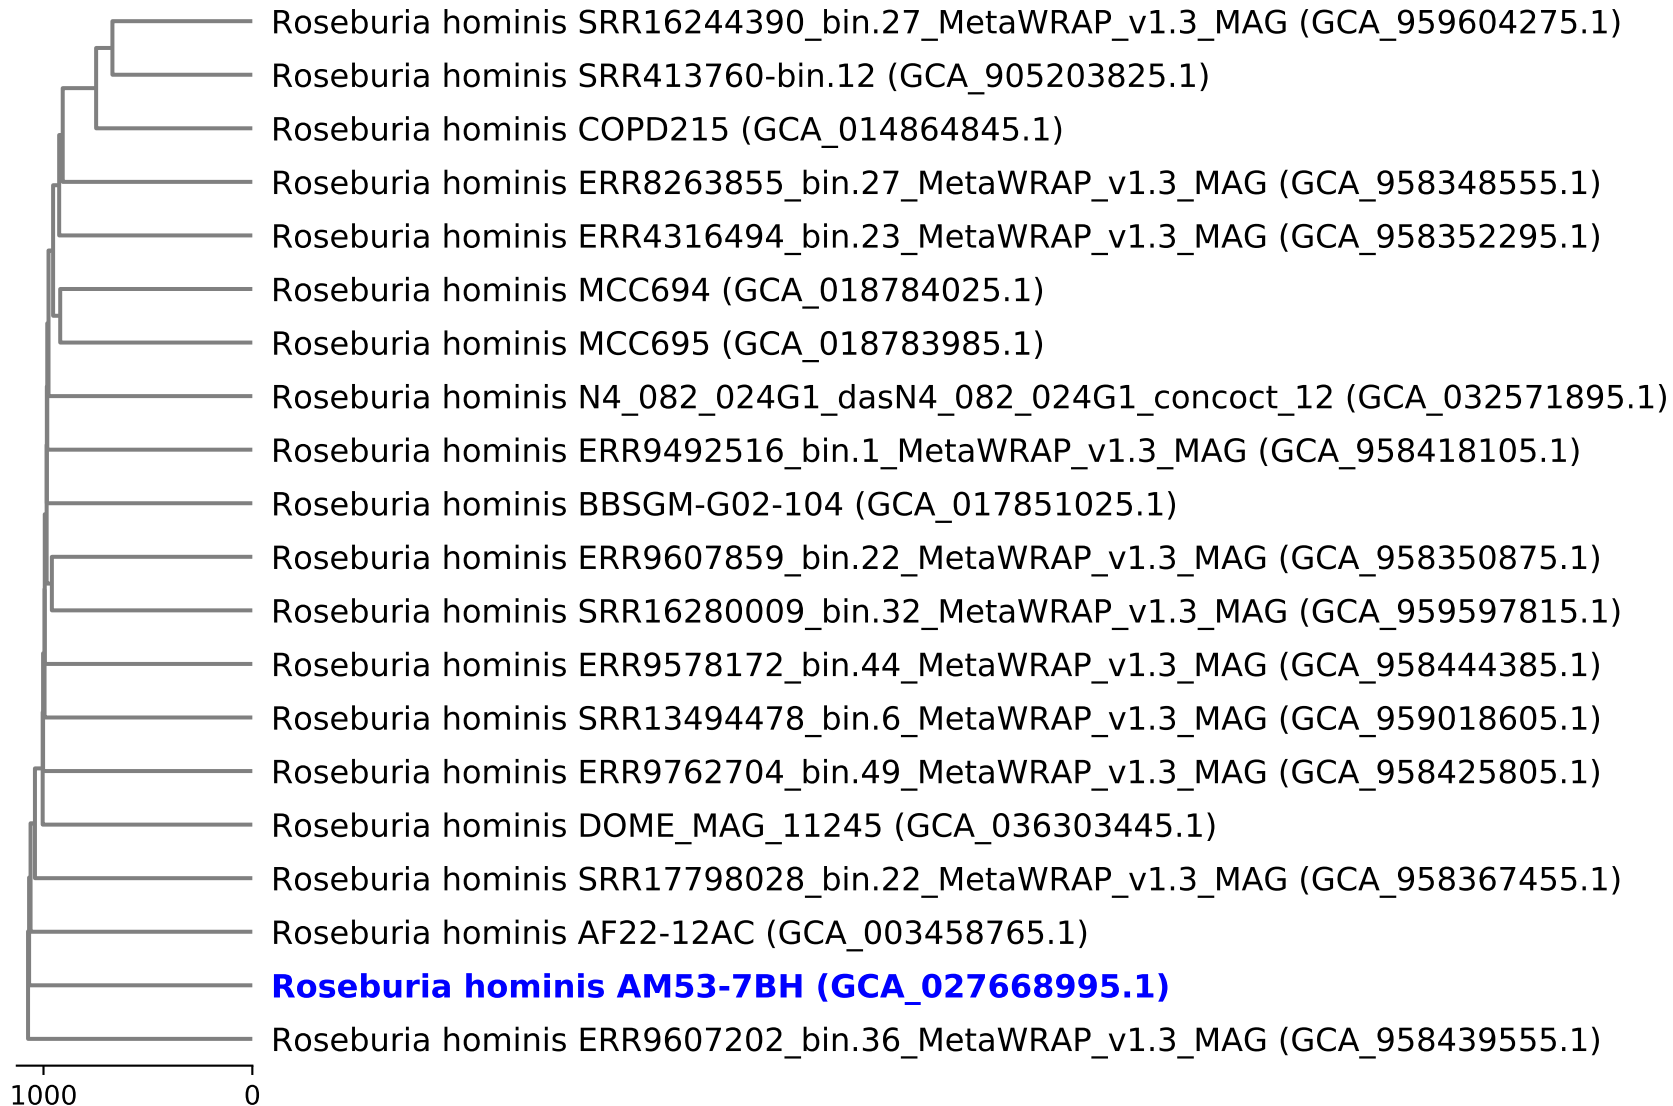 Roseburia hominis SRR16244390_bin.27_MetaWRAP_v1.3_MAG (GCA_959604275.1)
Roseburia hominis SRR413760-bin.12 (GCA_905203825.1)
Roseburia hominis COPD215 (GCA_014864845.1)
Roseburia hominis ERR8263855_bin.27_MetaWRAP_v1.3_MAG (GCA_958348555.1)
Roseburia hominis ERR4316494_bin.23_MetaWRAP_v1.3_MAG (GCA_958352295.1)
Roseburia hominis MCC694 (GCA_018784025.1)
Roseburia hominis MCC695 (GCA_018783985.1)
Roseburia hominis N4_082_024G1_dasN4_082_024G1_concoct_12 (GCA_032571895.1)
Roseburia hominis ERR9492516_bin.1_MetaWRAP_v1.3_MAG (GCA_958418105.1)
Roseburia hominis BBSGM-G02-104 (GCA_017851025.1)
Roseburia hominis ERR9607859_bin.22_MetaWRAP_v1.3_MAG (GCA_958350875.1)
Roseburia hominis SRR16280009_bin.32_MetaWRAP_v1.3_MAG (GCA_959597815.1)
Roseburia hominis ERR9578172_bin.44_MetaWRAP_v1.3_MAG (GCA_958444385.1)
Roseburia hominis SRR13494478_bin.6_MetaWRAP_v1.3_MAG (GCA_959018605.1)
Roseburia hominis ERR9762704_bin.49_MetaWRAP_v1.3_MAG (GCA_958425805.1)
Roseburia hominis DOME_MAG_11245 (GCA_036303445.1)
Roseburia hominis SRR17798028_bin.22_MetaWRAP_v1.3_MAG (GCA_958367455.1)
Roseburia hominis AF22-12AC (GCA_003458765.1)
Roseburia hominis AM53-7BH (GCA_027668995.1)
Roseburia hominis ERR9607202_bin.36_MetaWRAP_v1.3_MAG (GCA_958439555.1)
1000 0